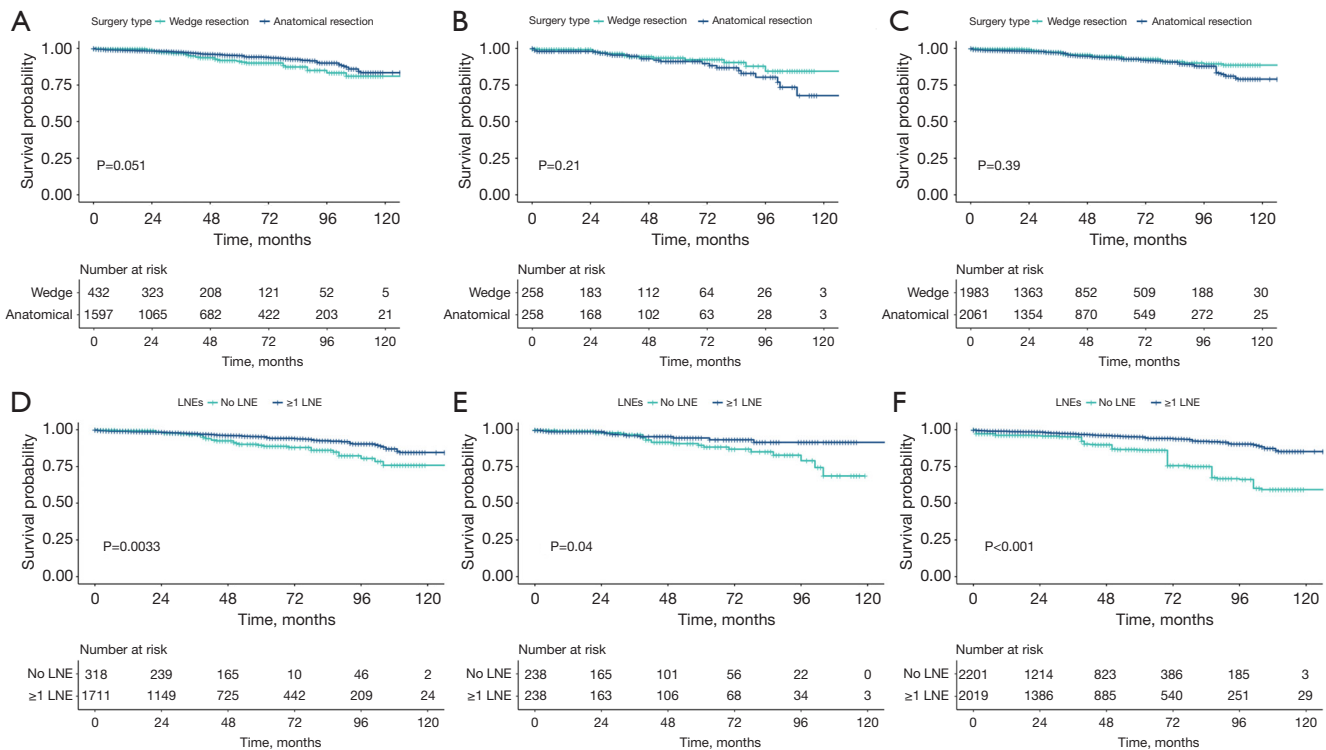 A
Surgery type Wedge resection Anatomical resection
Survival probability
1.00
0.75
0.50
0.25
0.00
P=0.051
0 24 48 72 96 120
Time, months
Number at risk
Wedge 432 323 208 121 52 5
Anatomical 1597 1065 682 422 203 21
0 24 48 72 96 120
Time, months
B
Surgery type Wedge resection Anatomical resection
Survival probability
1.00
0.75
0.50
0.25
0.00
P=0.21
0 24 48 72 96 120
Time, months
Number at risk
Wedge 258 183 112 64 26 3
Anatomical 258 168 102 63 28 3
0 24 48 72 96 120
Time, months
C
Surgery type Wedge resection Anatomical resection
Survival probability
1.00
0.75
0.50
0.25
0.00
P=0.39
0 24 48 72 96 120
Time, months
Number at risk
Wedge 1983 1363 852 509 188 30
Anatomical 2061 1354 870 549 272 25
0 24 48 72 96 120
Time, months
D
LNEs No LNE ≥1 LNE
Survival probability
1.00
0.75
0.50
0.25
0.00
P=0.0033
0 24 48 72 96 120
Time, months
Number at risk
No LNE 318 239 165 10 46 2
≥1 LNE 1711 1149 725 442 209 24
0 24 48 72 96 120
Time, months
E
LNEs No LNE ≥1 LNE
Survival probability
1.00
0.75
0.50
0.25
0.00
P=0.04
0 24 48 72 96 120
Time, months
Number at risk
No LNE 238 165 101 56 22 0
≥1 LNE 238 163 106 68 34 3
0 24 48 72 96 120
Time, months
F
LNEs No LNE ≥1 LNE
Survival probability
1.00
0.75
0.50
0.25
0.00
P<0.001
0 24 48 72 96 120
Time, months
Number at risk
No LNE 2201 1214 823 386 185 3
≥1 LNE 2019 1386 885 540 251 29
0 24 48 72 96 120
Time, months